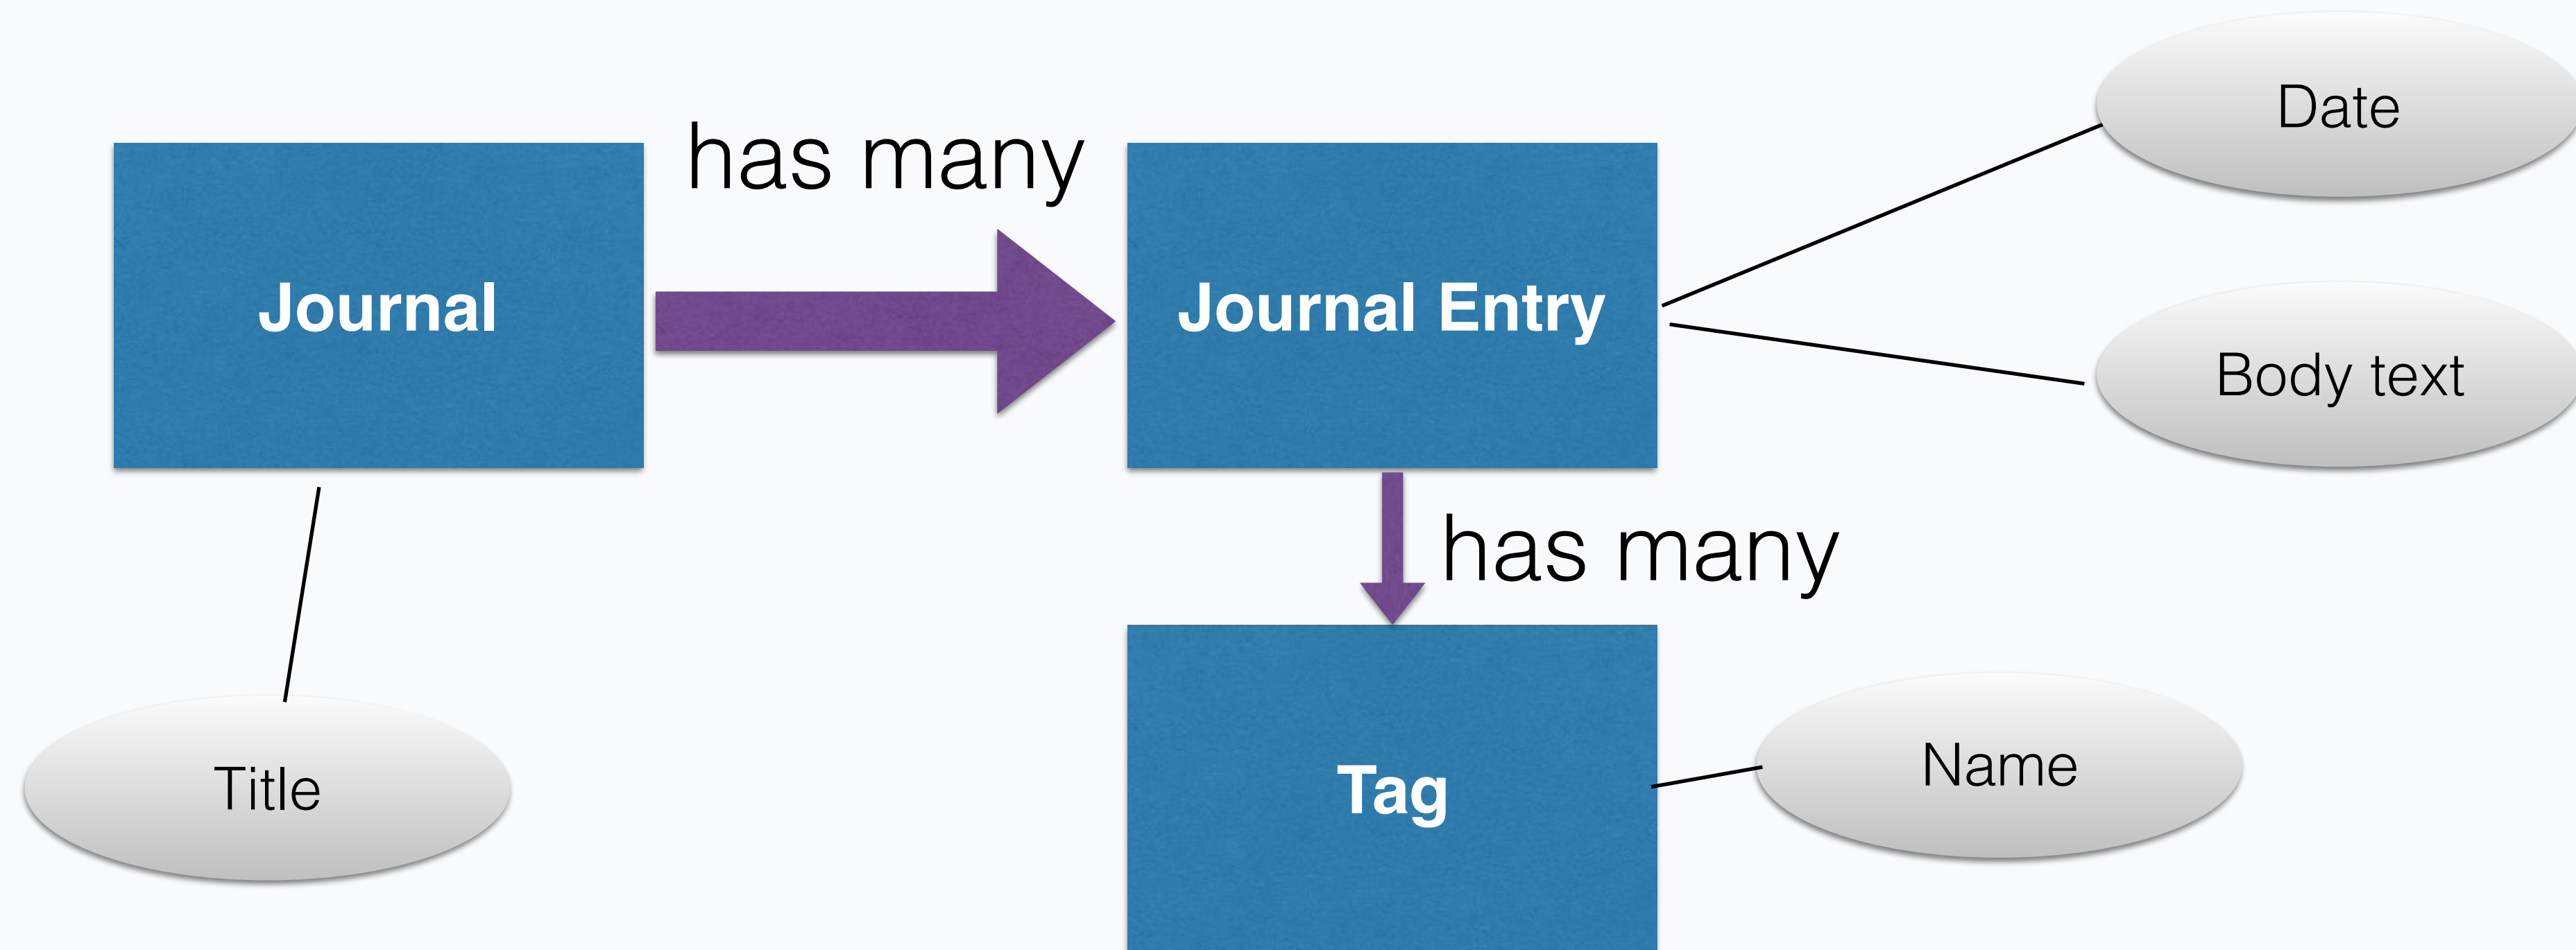 Date
has many
Journal
Journal Entry
Body text
has many
Title
Tag
Name